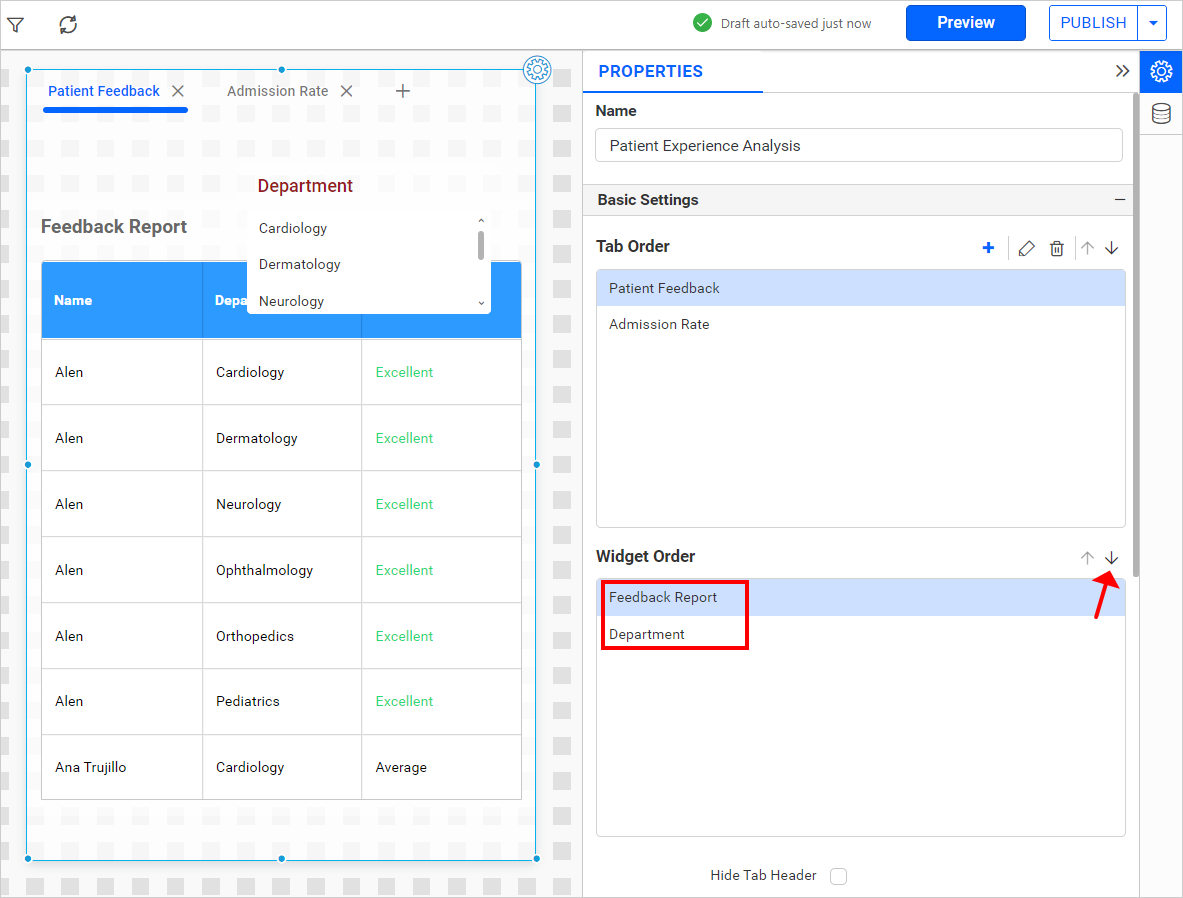 Draft auto-saved just now
Preview
PUBLISH
Patient Feedback
Admission Rate
Department
Cardiology
Dermatology
Neurology
Feedback Report
Name
Depa
Alen
Cardiology
Excellent
Alen
Dermatology
Excellent
Alen
Neurology
Excellent
Alen
Ophthalmology
Excellent
Alen
Orthopedics
Excellent
Alen
Pediatrics
Excellent
Ana Trujillo
Cardiology
Average
PROPERTIES
Name
Patient Experience Analysis
Basic Settings
Tab Order
Patient Feedback
Admission Rate
Widget Order
Feedback Report
Department
Hide Tab Header